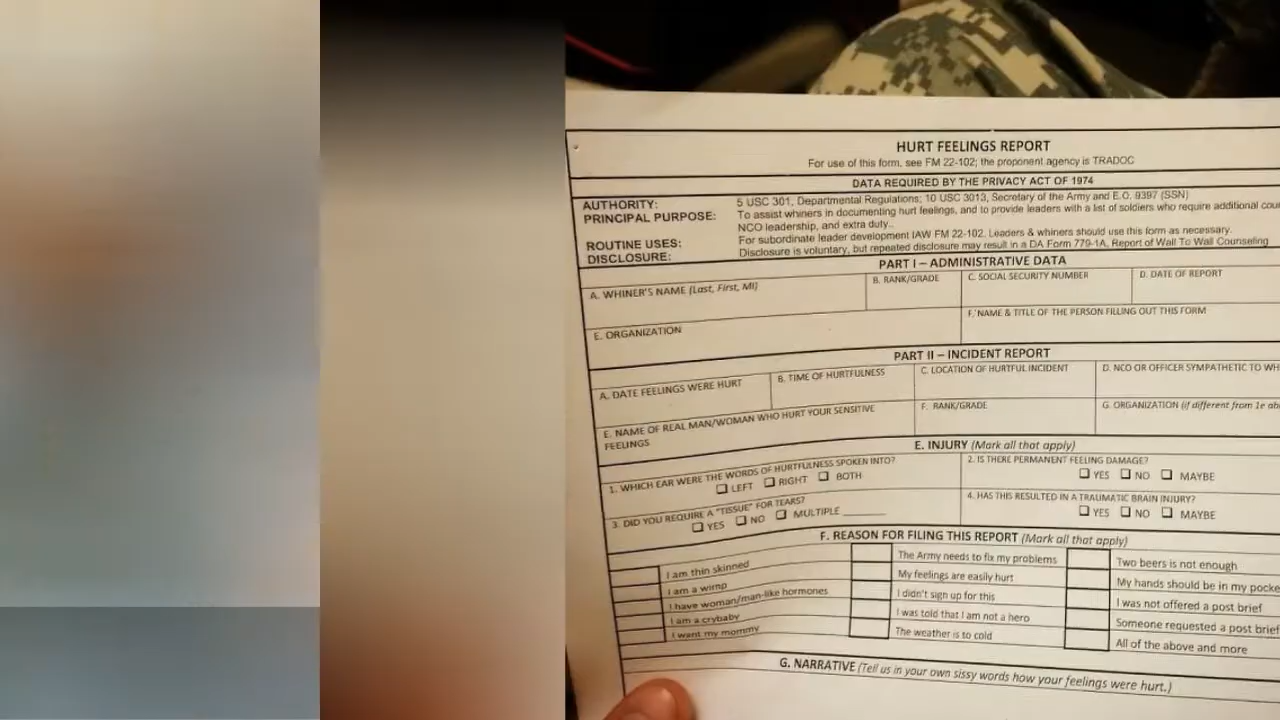 HURT FEELINGS REPORT
For use of this form, see FM 22-102; the proponent agency is TRADOC
DATA REQUIRED BY THE PRIVACY ACT OF 1974
AUTHORITY: 5 USC 301, Departmental Regulations; 10 USC 3013, Secretary of the Army and E.O. 9397 (SSN)
PRINCIPAL PURPOSE: To assist whiners in documenting hurt feelings, and to provide leaders with a list of soldiers who require additional
NCO leadership, and extra duty..
ROUTINE USES: For subordinate leader development IAW FM 22-102. Leaders & whiners should use this form as necessary.
DISCLOSURE: Disclosure is voluntary, but repeated disclosure may result in a DA Form 779-1A, Report of Wall To Wall Counseling
PART I – ADMINISTRATIVE DATA
A. WHINER'S NAME (Last, First, MI) B. RANK/GRADE C. SOCIAL SECURITY NUMBER D. DATE OF REPORT
E. ORGANIZATION F. NAME & TITLE OF THE PERSON FILLING OUT THIS FORM
PART II – INCIDENT REPORT
A. DATE FEELINGS WERE HURT B. TIME OF HURTFULNESS C. LOCATION OF HURTFUL INCIDENT D. NCO OR OFFICER SYMPATHETIC TO
E. NAME OF REAL MAN/WOMAN WHO HURT YOUR SENSITIVE F. RANK/GRADE G. ORGANIZATION (if different from 1e
FEELINGS
E. INJURY (Mark all that apply)
1. WHICH EAR WERE THE WORDS OF HURTFULNESS SPOKEN INTO? 2. IS THERE PERMANENT FEELING DAMAGE?
❑ LEFT ❑ RIGHT ❑ BOTH ❑ YES ❑ NO ❑ MAYBE
3. DID YOU REQUIRE A "TISSUE" FOR TEARS? 4. HAS THIS RESULTED IN A TRAUMATIC BRAIN INJURY?
❑ YES ❑ NO ❑ MULTIPLE ________ ❑ YES ❑ NO ❑ MAYBE
F. REASON FOR FILING THIS REPORT (Mark all that apply)
I am thin skinned The Army needs to fix my problems Two beers is not enough
I am a wimp My feelings are easily hurt My hands should be in my
I have woman/man-like hormones I didn't sign up for this I was not offered a post brief
I am a crybaby I was told that I am not a hero Someone requested a post brief
I want my mommy The weather is to cold All of the above and more
G. NARRATIVE (Tell us in your own sissy words how your feelings were hurt.)